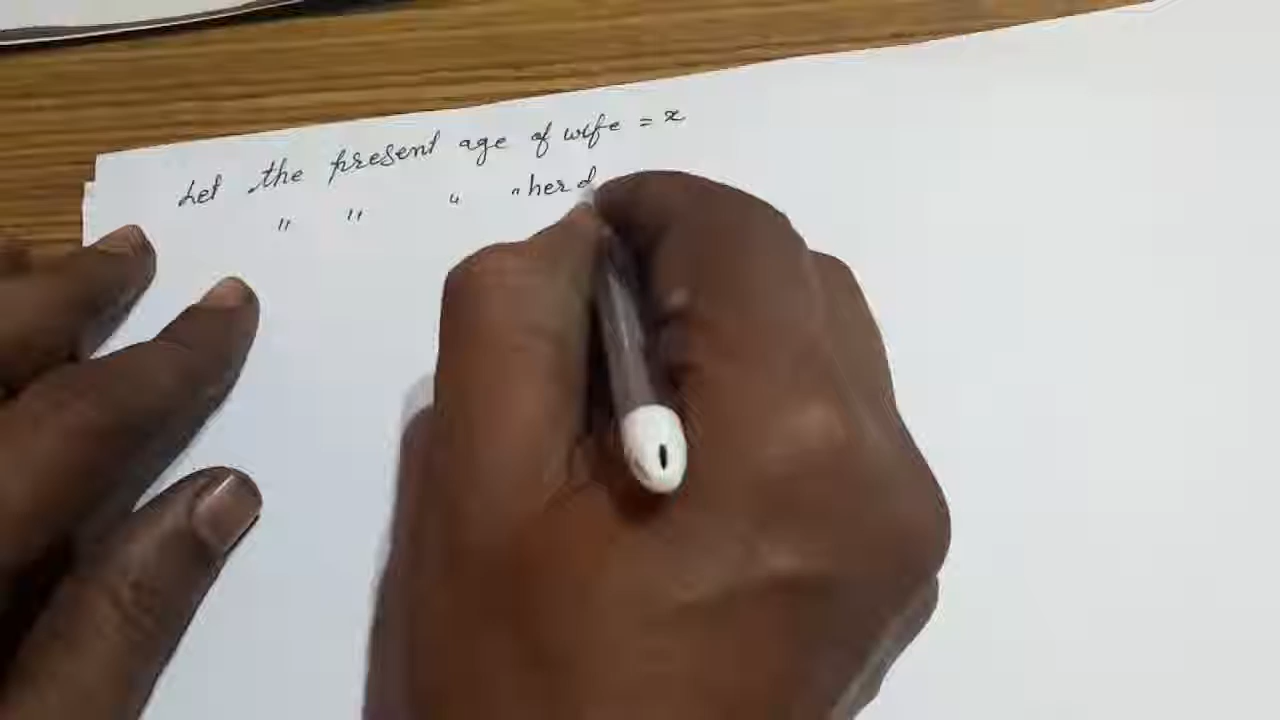 Let the present age of wife = x
" " " " her d